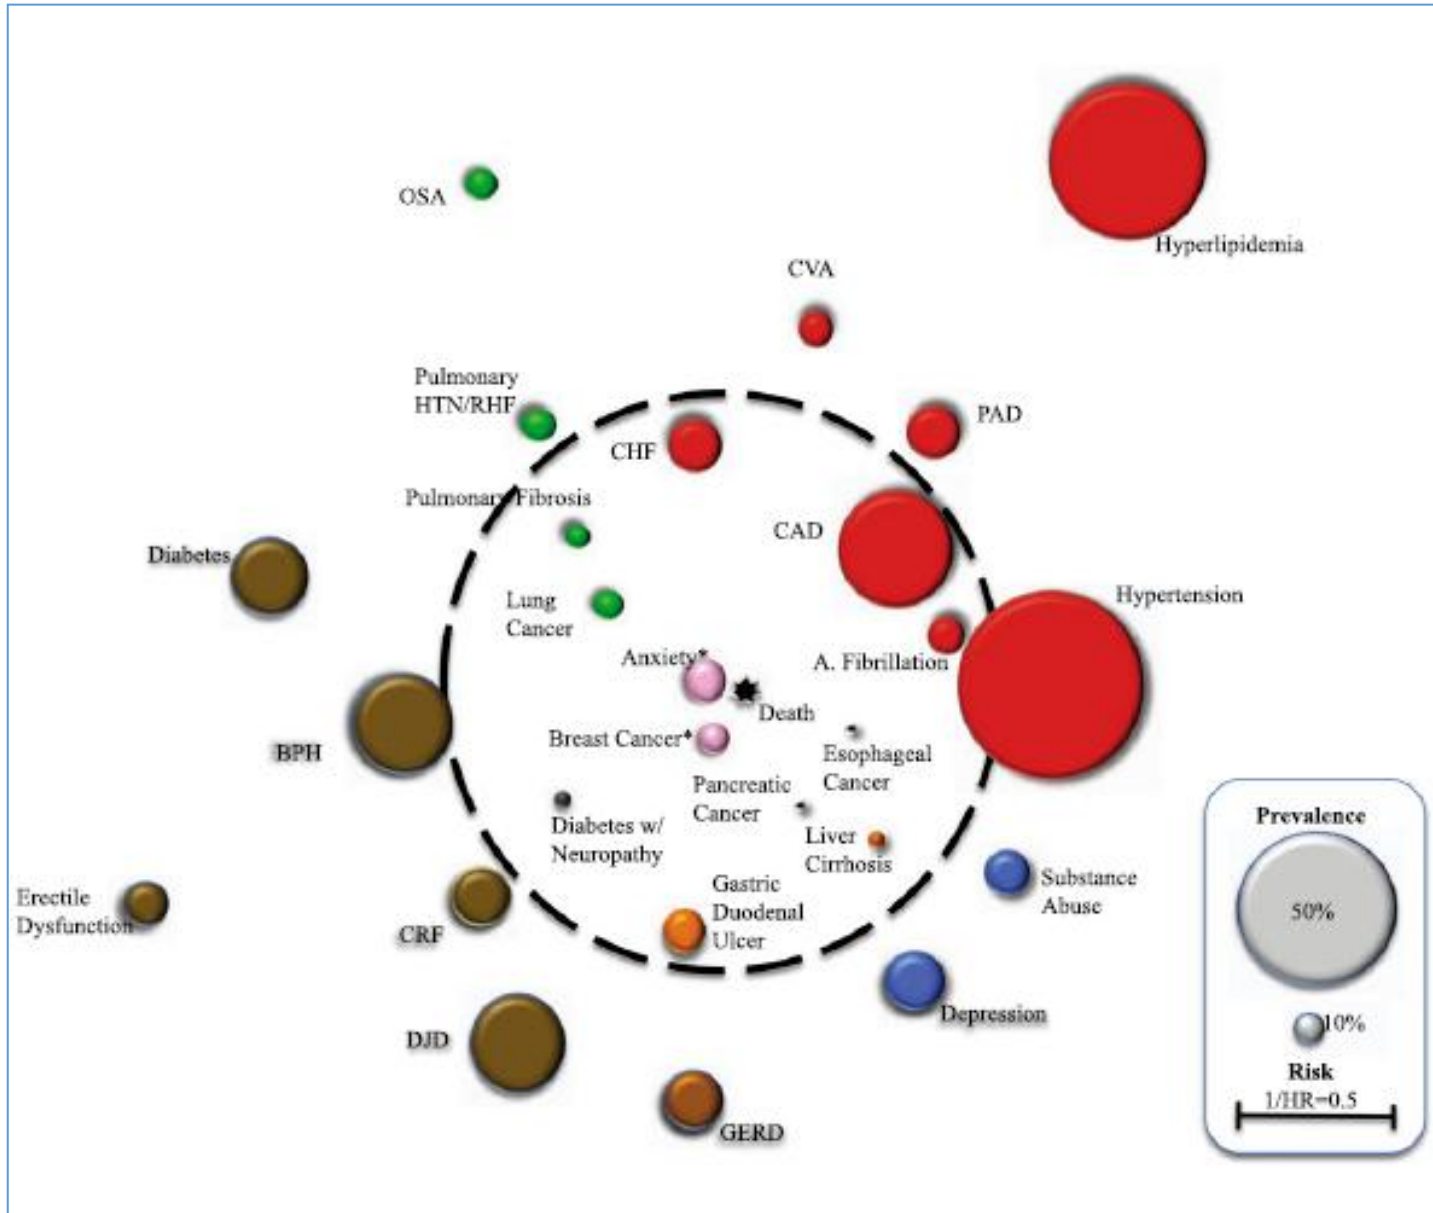 OSA
Hyperlipidemia
CVA
Pulmonary
HTN/RHF
PAD
CHF
Pulmonary Fibrosis
CAD
Diabetes
Hypertension
Lung
Cancer
Anxiety*
A. Fibrillation
Death
Breast Cancer*
Esophageal
Cancer
BPH
Pancreatic
Cancer
Diabetes w/
Neuropathy
Liver
Cirrhosis
Erectile
Dysfunction
CRF
Gastric
Duodenal
Ulcer
Substance
Abuse
Depression
DJD
GERD
Prevalence
50%
10%
Risk
1/HR=0.5